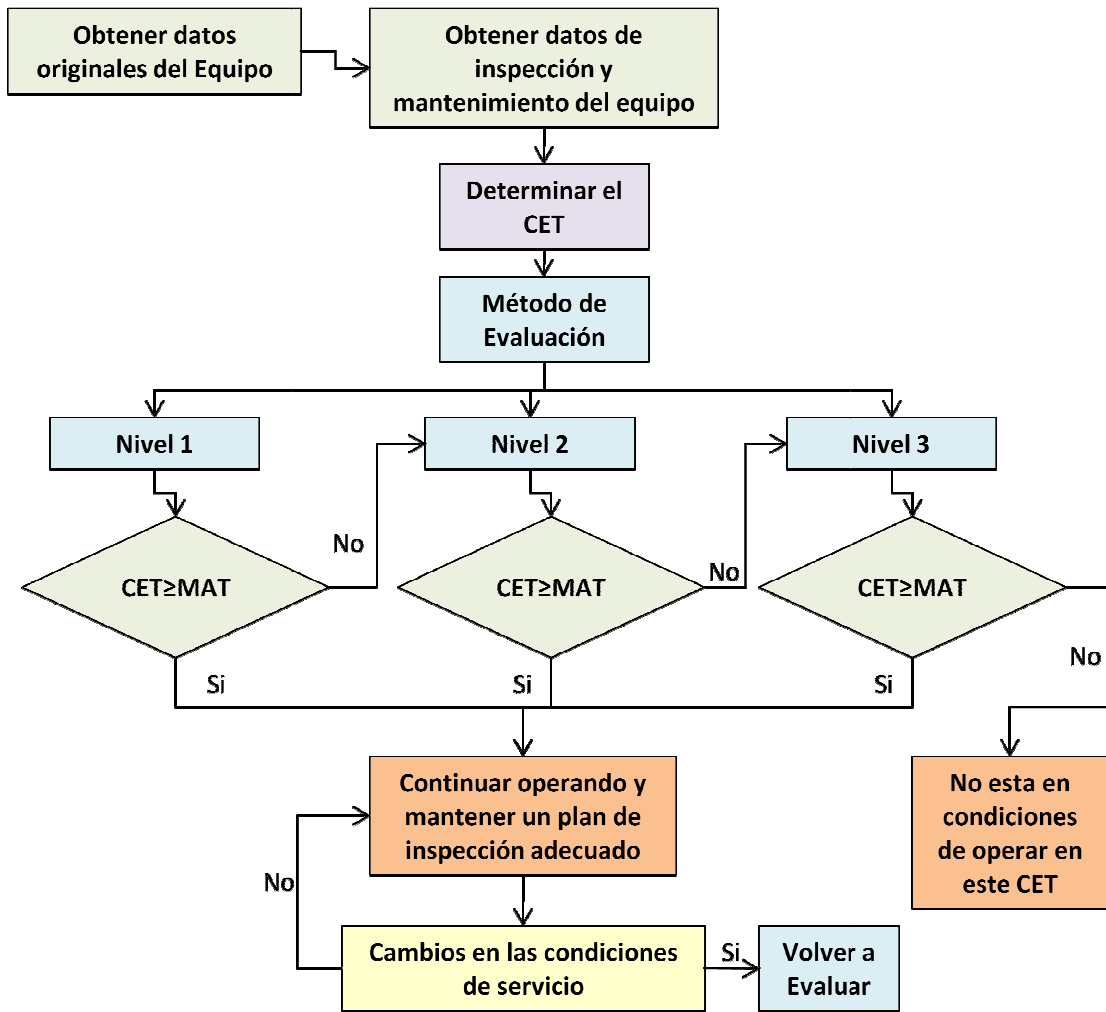 Obtener datos
originales del Equipo
Obtener datos de
inspección y
mantenimiento del equipo
Determinar el
CET
Método de
Evaluación
Nivel 1
Nivel 2
Nivel 3
No
No
CET≥MAT
CET≥MAT
CET≥MAT
No
Si
Si
Si
Continuar operando y
mantener un plan de
inspección adecuado
No esta en
condiciones
de operar en
este CET
No
Cambios en las condiciones
de servicio
Si
Volver a
Evaluar